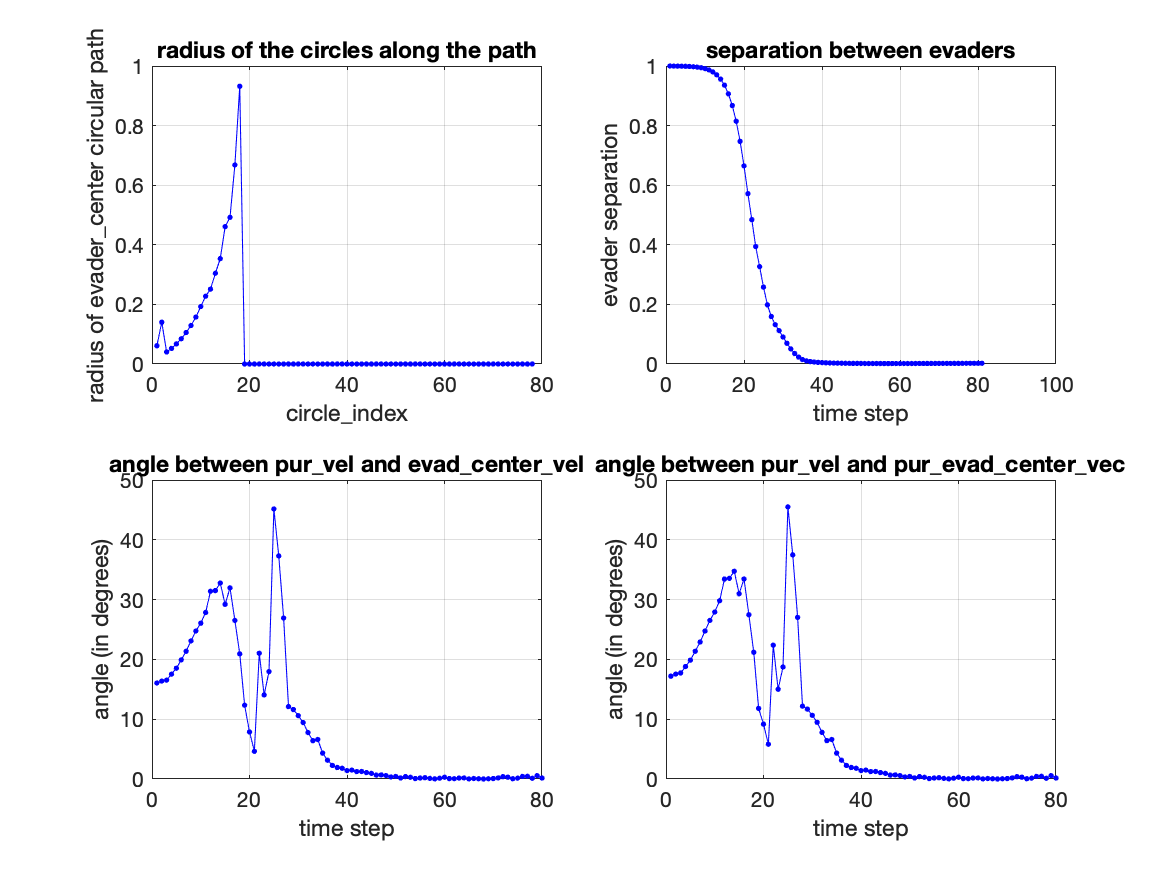 radius of the circles along the path
radius of evader_center circular path
1
0.8
0.6
0.4
0.2
0
0 20 40 60 80
circle_index
separation between evaders
evader separation
1
0.8
0.6
0.4
0.2
0
0 20 40 60 80 100
time step
angle between pur_vel and evad_center_vel
angle (in degrees)
50
40
30
20
10
0
0 20 40 60 80
time step
angle between pur_vel and pur_evad_center_vec
angle (in degrees)
50
40
30
20
10
0
0 20 40 60 80
time step